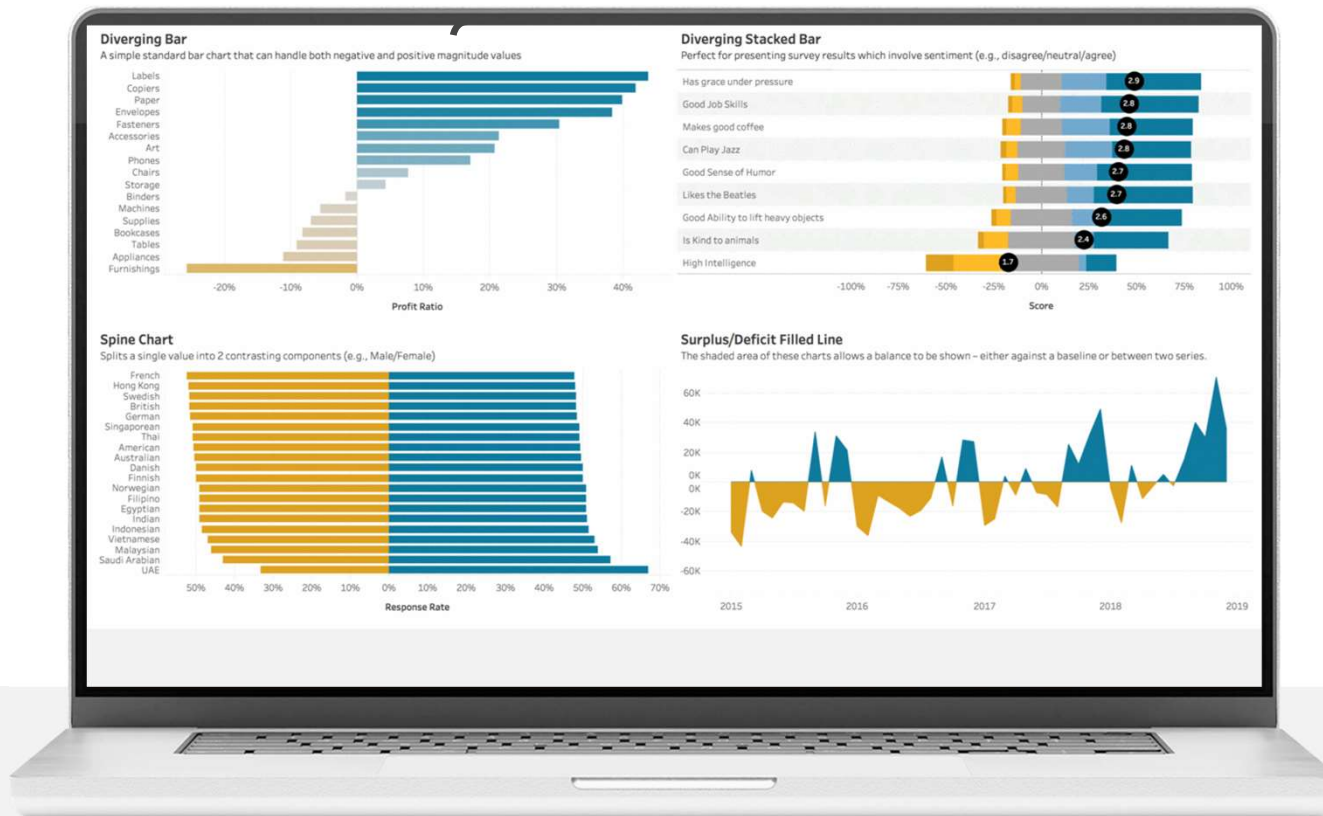 Diverging Bar
A simple standard bar chart that can handle both negative and positive magnitude values
Labels
Copiers
Paper
Envelopes
Fasteners
Accessories
Art
Phones
Chairs
Storage
Binders
Machines
Supplies
Bookcases
Tables
Appliances
Furnishings
-20% -10% 0% 10% 20% 30% 40%
Profit Ratio
Diverging Stacked Bar
Perfect for presenting survey results which involve sentiment (e.g., disagree/neutral/agree)
Has grace under pressure 2.9
Good Job Skills 2.8
Makes good coffee 2.8
Can Play Jazz 2.8
Good Sense of Humor 2.7
Likes the Beatles 2.7
Good Ability to lift heavy objects 2.6
Is Kind to animals 2.4
High Intelligence 1.7
-100% -75% -50% -25% 0% 25% 50% 75% 100%
Score
Spine Chart
Splits a single value into 2 contrasting components (e.g., Male/Female)
French
Hong Kong
Swedish
British
German
Singaporean
Thai
American
Australian
Danish
Finnish
Norwegian
Filipino
Egyptian
Indian
Indonesian
Vietnamese
Malaysian
Saudi Arabian
UAE
50% 40% 30% 20% 10% 0% 10% 20% 30% 40% 50% 60% 70%
Response Rate
Surplus/Deficit Filled Line
The shaded area of these charts allows a balance to be shown – either against a baseline or between two series.
60K
40K
20K
0K
0K
-20K
-40K
-60K
2015 2016 2017 2018 2019